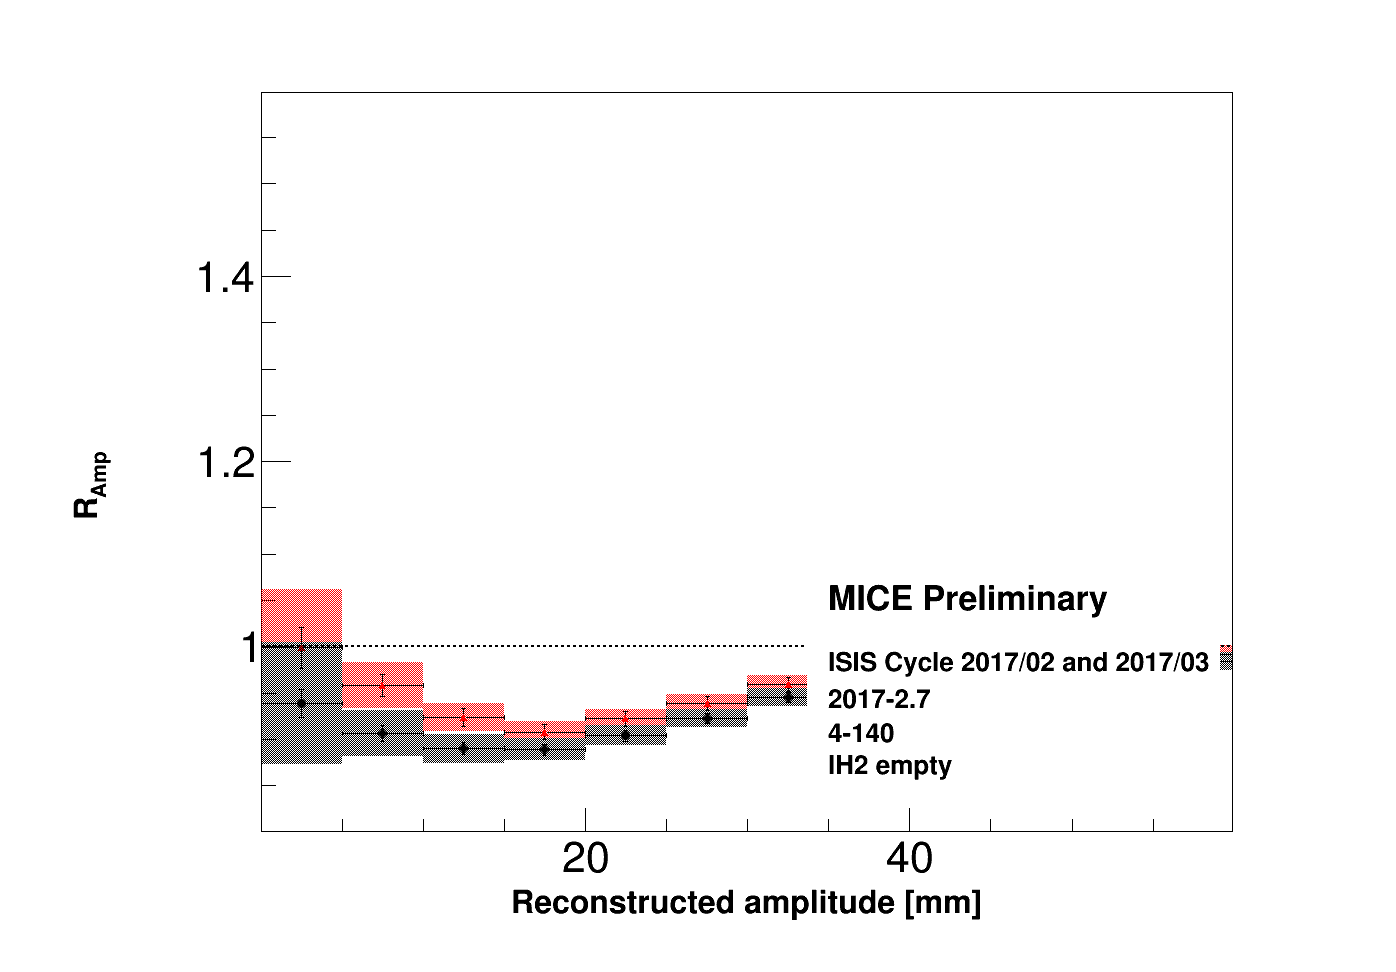 1.4
1.2
1
R_Amp
MICE Preliminary
ISIS Cycle 2017/02 and 2017/03
2017-2.7
4-140
lH2 empty
20
40
Reconstructed amplitude [mm]